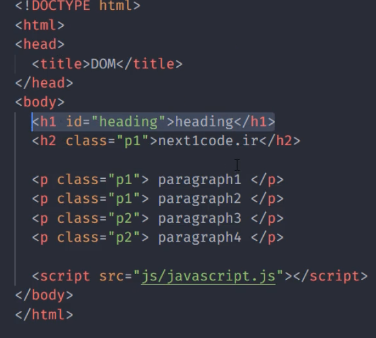 <!DOCTYPE html>
<html>
<head>
<title>DOM</title>
</head>
<body>
<h1 id="heading">heading</h1>
<h2 class="p1">next1code.ir</h2>
<p class="p1"> paragraph1 </p>
<p class="p1"> paragraph2 </p>
<p class="p2"> paragraph3 </p>
<p class="p2"> paragraph4 </p>
<script src="js/javascript.js"></script>
</body>
</html>